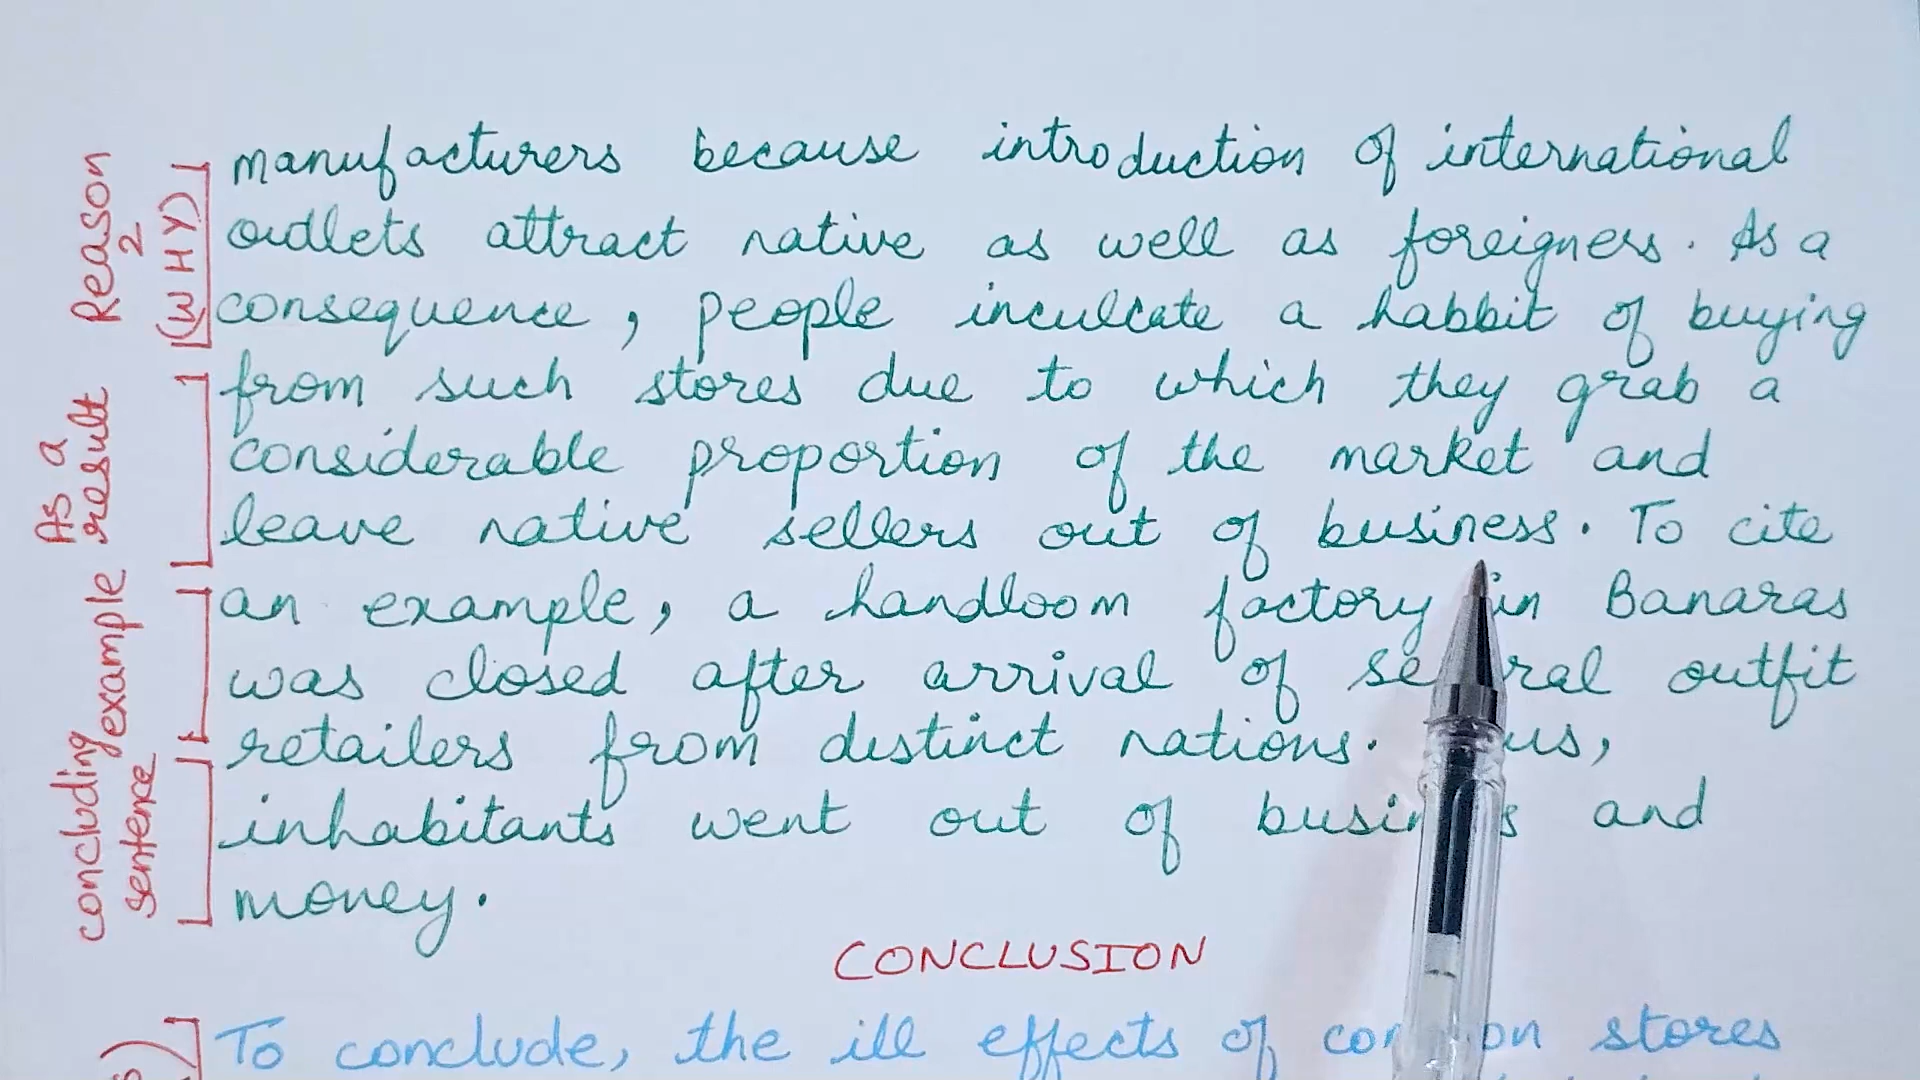 manufacturers because introduction of international
outlets attract native as well as foreigners. As a
consequence, people inculcate a habbit of buying
from such stores due to which they grab a
considerable proportion of the market and
leave native sellers out of business. To cite
an example, a handloom factory in Banaras
was closed after arrival of outfit
retailers from distinct nations.
inhabitants went out of and
money.
CONCLUSION
To conclude, the ill effects of stores
Reason 2
(WHY)
As a result
example
concluding sentence